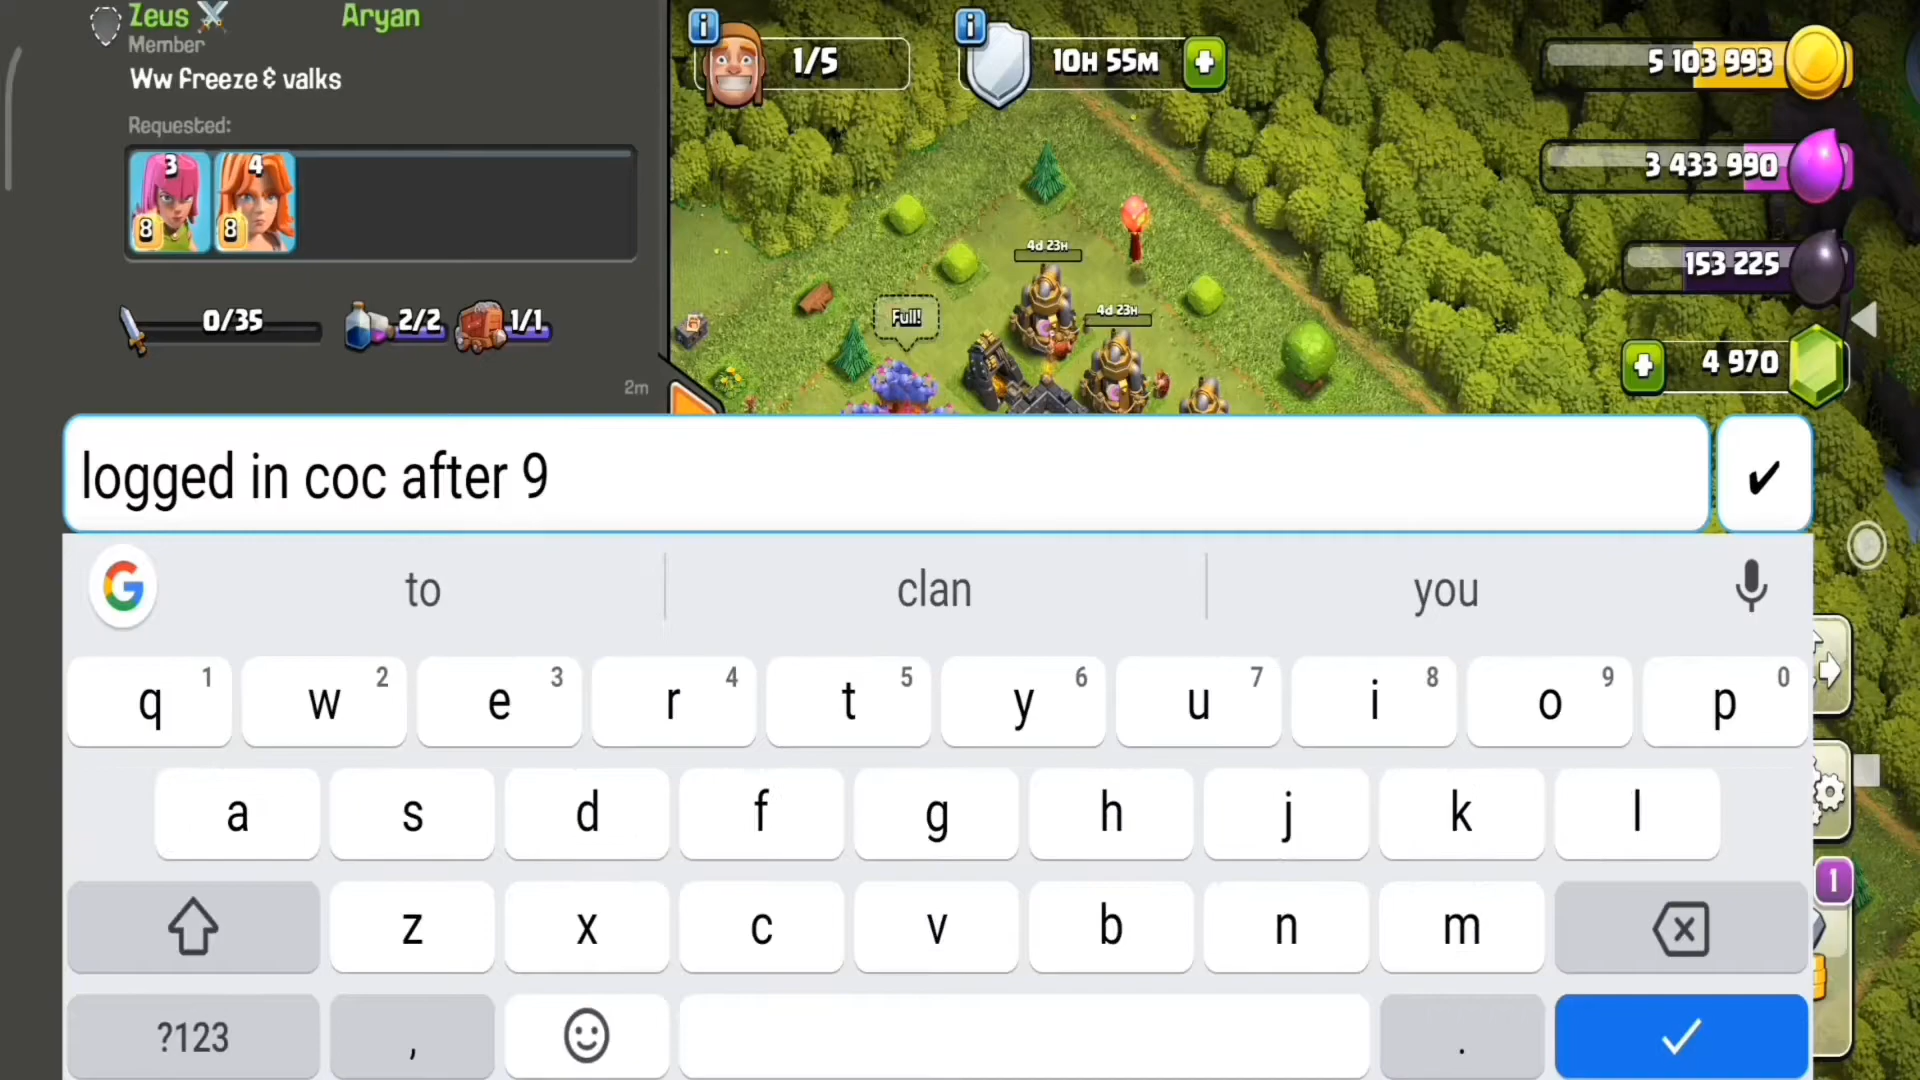 Zeus Aryan
Member
Ww freeze & valks
Requested:
3 4
8 8
0/35 2/2 1/1
2m
i 1/5 i 10H 55M
5 103 993
3 433 990
153 225
4 970
4d 23H
4d 23H
Full!
logged in coc after 9
to clan you
q 1 w 2 e 3 r 4 t 5 y 6 u 7 i 8 o 9 p 0
a s d f g h j k l
z x c v b n m
1
?123 , .